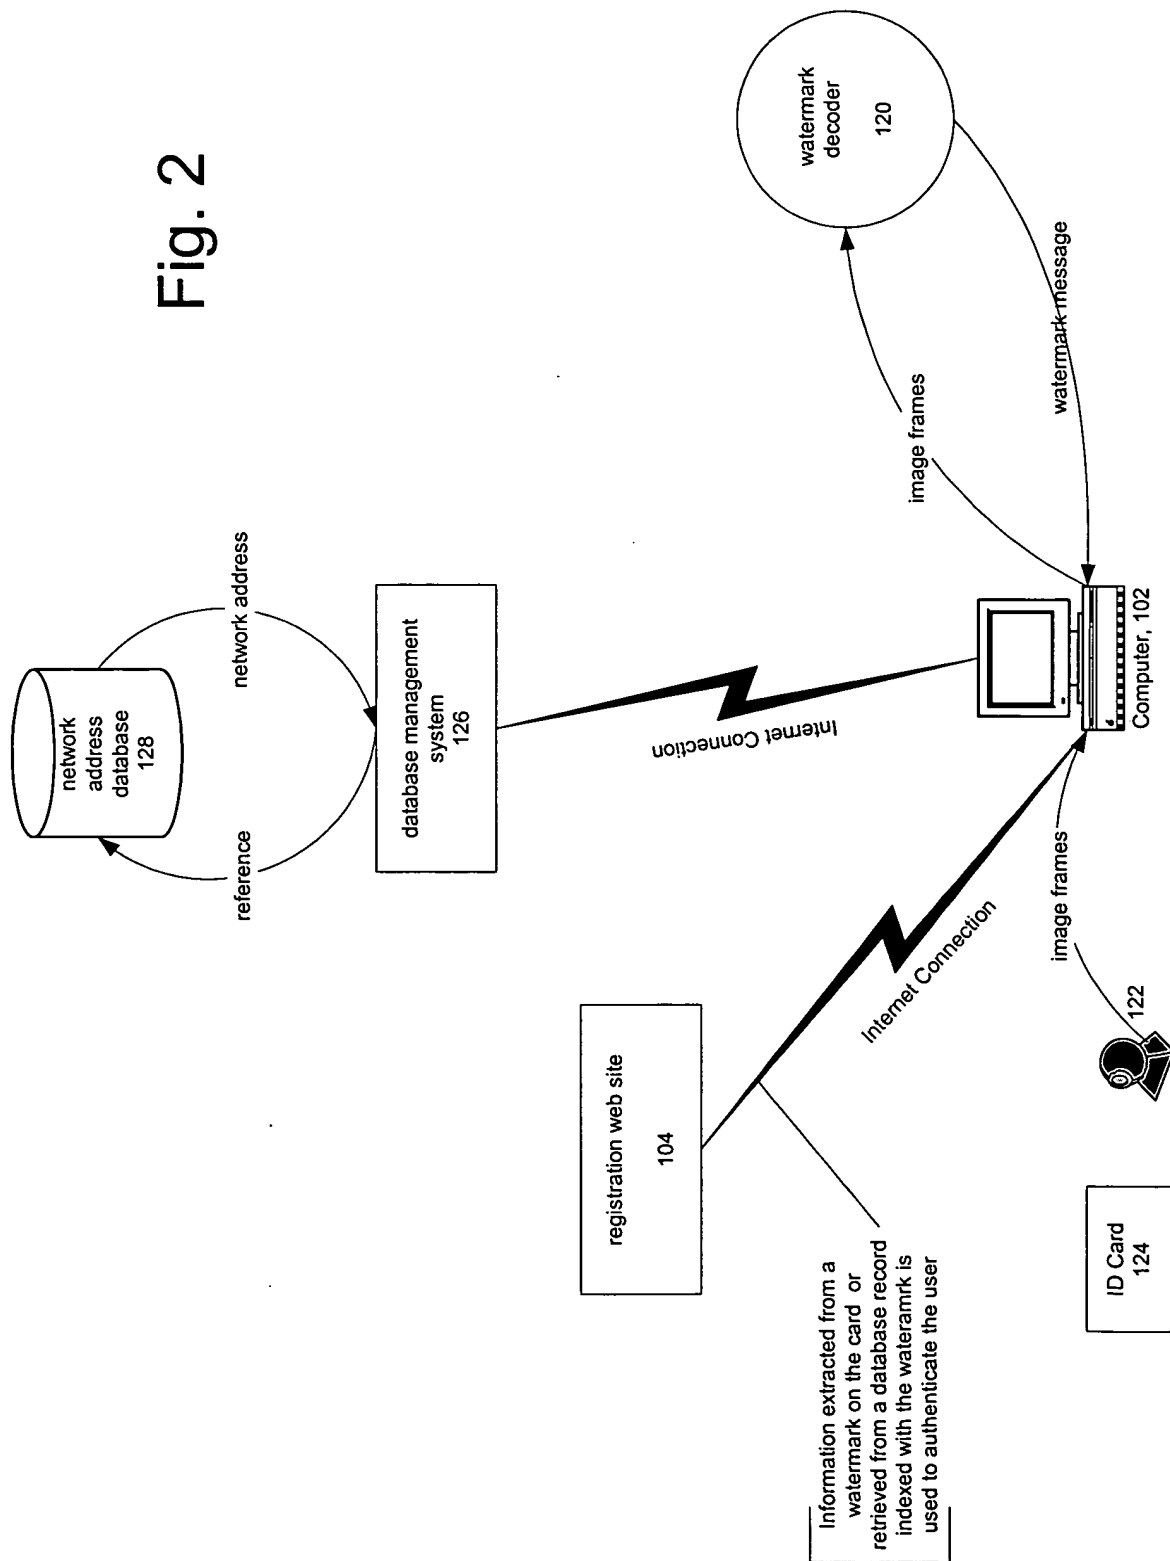 Fig. 2
network
address
database
128
reference
network address
database management
system
126
Internet Connection
registration web site
104
Internet Connection
Information extracted from a
watermark on the card or
retrieved from a database record
indexed with the wateramrk is
used to authenticate the user
ID Card
124
122
image frames
Computer, 102
image frames
watermark message
watermark
decoder
120